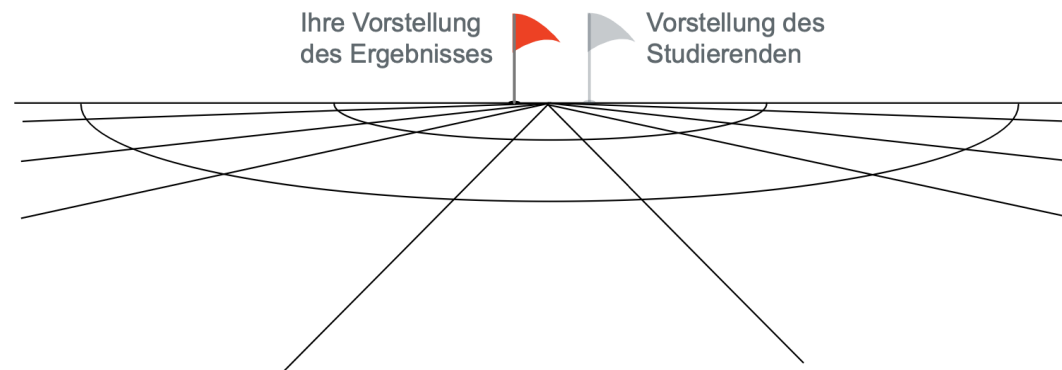 Ihre Vorstellung
des Ergebnisses
Vorstellung des
Studierenden